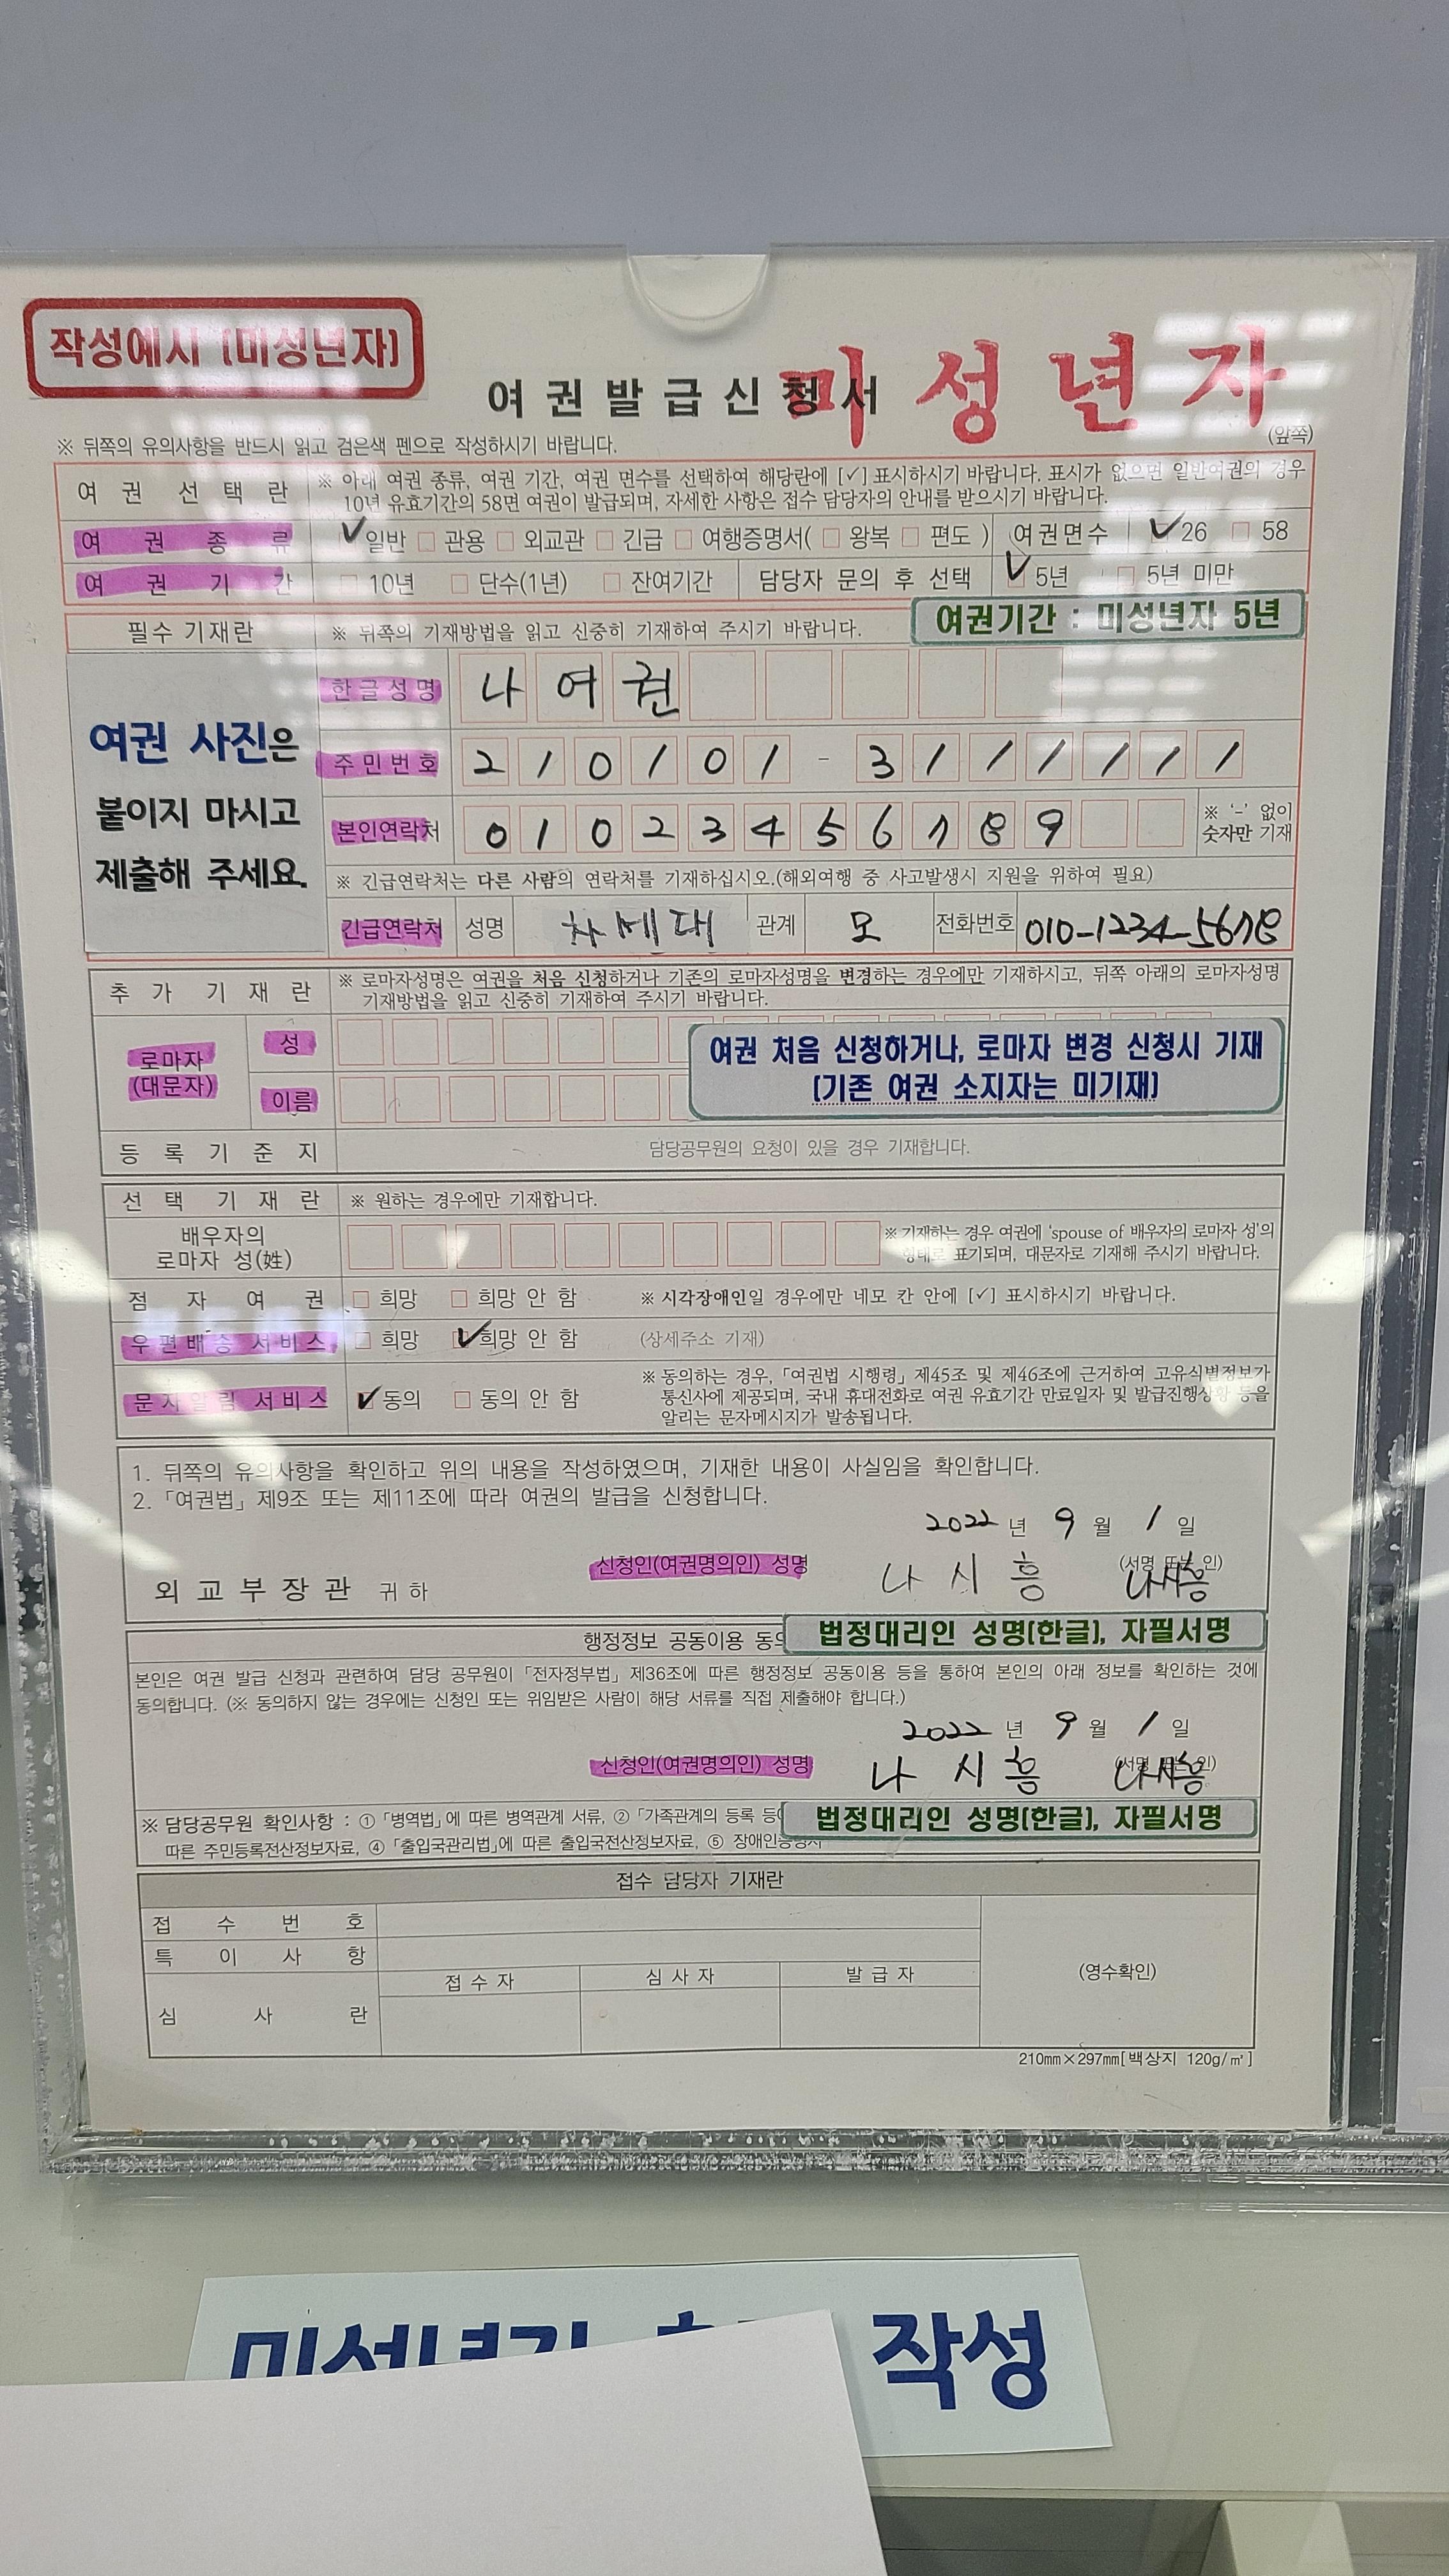 작성예시 [미성년자]
여권발급신청서
미성년자
(앞쪽)
※ 뒤쪽의 유의사항을 반드시 읽고 검은색 펜으로 작성하시기 바랍니다.
여권 선택란 ※ 아래 여권 종류, 여권 기간, 여권 면수를 선택하여 해당란에 [✓] 표시하시기 바랍니다. 표시가 없으면 일반여권의 경우
10년 유효기간의 58면 여권이 발급되며, 자세한 사항은 접수 담당자의 안내를 받으시기 바랍니다.
여권종류 ✓일반 □ 관용 □ 외교관 □ 긴급 □ 여행증명서( □ 왕복 □ 편도 ) 여권면수 ✓26 □ 58
여권기간 □ 10년 □ 단수(1년) □ 잔여기간 담당자 문의 후 선택 ✓ 5년 □ 5년 미만
여권기간 : 미성년자 5년
필수 기재란 ※ 뒤쪽의 기재방법을 읽고 신중히 기재하여 주시기 바랍니다.
여권 사진은
붙이지 마시고
제출해 주세요.
한글성명 나여권
주민번호 210101 - 3111111
본인연락처 01023456789 ※ '-' 없이
숫자만 기재
※ 긴급연락처는 다른 사람의 연락처를 기재하십시오.(해외여행 중 사고발생시 지원을 위하여 필요)
긴급연락처 성명 차세대 관계 모 전화번호 010-1234-5678
추가 기재란 ※ 로마자성명은 여권을 처음 신청하거나 기존의 로마자성명을 변경하는 경우에만 기재하시고, 뒤쪽 아래의 로마자성명
기재방법을 읽고 신중히 기재하여 주시기 바랍니다.
로마자
(대문자)
성
이름
여권 처음 신청하거나, 로마자 변경 신청시 기재
[기존 여권 소지자는 미기재]
등록기준지 담당공무원의 요청이 있을 경우 기재합니다.
선택 기재란 ※ 원하는 경우에만 기재합니다.
배우자의
로마자 성(姓)
※ 기재하는 경우 여권에 'spouse of 배우자의 로마자 성'의
형태로 표기되며, 대문자로 기재해 주시기 바랍니다.
점자여권 □ 희망 □ 희망 안 함 ※ 시각장애인일 경우에만 네모 칸 안에 [✓] 표시하시기 바랍니다.
우편배송 서비스 □ 희망 ✓희망 안 함 (상세주소 기재)
문자알림 서비스 ✓동의 □ 동의 안 함
※ 동의하는 경우, 「여권법 시행령」 제45조 및 제46조에 근거하여 고유식별정보가
통신사에 제공되며, 국내 휴대전화로 여권 유효기간 만료일자 및 발급진행상황 등을
알리는 문자메시지가 발송됩니다.
1. 뒤쪽의 유의사항을 확인하고 위의 내용을 작성하였으며, 기재한 내용이 사실임을 확인합니다.
2. 「여권법」 제9조 또는 제11조에 따라 여권의 발급을 신청합니다.
2022 년 9 월 1 일
신청인(여권명의인) 성명 나시흥 (서명 또는 인) 나시흥
외교부장관 귀하
법정대리인 성명(한글), 자필서명
행정정보 공동이용
본인은 여권 발급 신청과 관련하여 담당 공무원이 「전자정부법」 제36조에 따른 행정정보 공동이용 등을 통하여 본인의 아래 정보를 확인하는 것에
동의합니다. (※ 동의하지 않는 경우에는 신청인 또는 위임받은 사람이 해당 서류를 직접 제출해야 합니다.)
2022 년 9 월 1 일
신청인(여권명의인) 성명 나시흥 나시흥
※ 담당공무원 확인사항 : ① 「병역법」에 따른 병역관계 서류, ② 「가족관계의 등록
법정대리인 성명(한글), 자필서명
따른 주민등록전산정보자료, ④ 「출입국관리법」에 따른 출입국전산정보자료, ⑤
접수 담당자 기재란
접수번호
특이사항
심사란 접수자 심사자 발급자 (영수확인)
210㎜×297㎜[백상지 120g/㎡]
작성